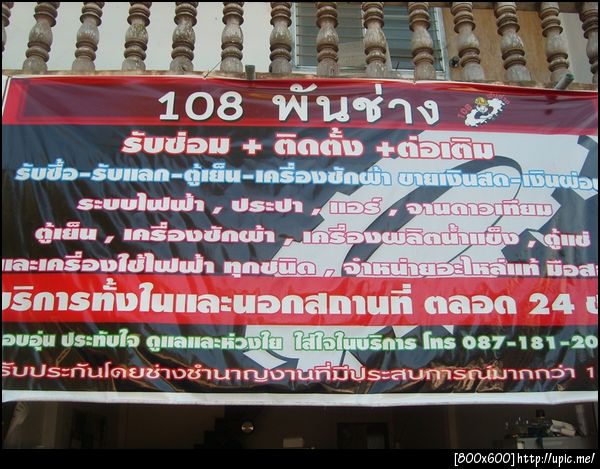 108 พันช่าง
รับซ่อม + ติดตั้ง +ต่อเติม
รับซื้อ-รับแลก-ตู้เย็น-เครื่องซักผ้า ขายเงินสด-เงินผ่อ
ระบบไฟฟ้า , ประปา , แอร์ , จานดาวเทียม
ตู้เย็น , เครื่องซักผ้า , เครื่องผลิตน้ำแข็ง , ตู้แช่
และเครื่องใช้ไฟฟ้า ทุกชนิด , จำหน่ายอะไหล่แท้ มือส
บริการทั้งในและนอกสถานที่ ตลอด 24 ช
อบอุ่น ประทับใจ ดูแลและห่วงใย ใส่ใจในบริการ โทร 087-181-20
รับประกันโดยช่างชำนาญงานที่มีประสบการณ์มากกว่า 1
[800x600] http://upic.me/